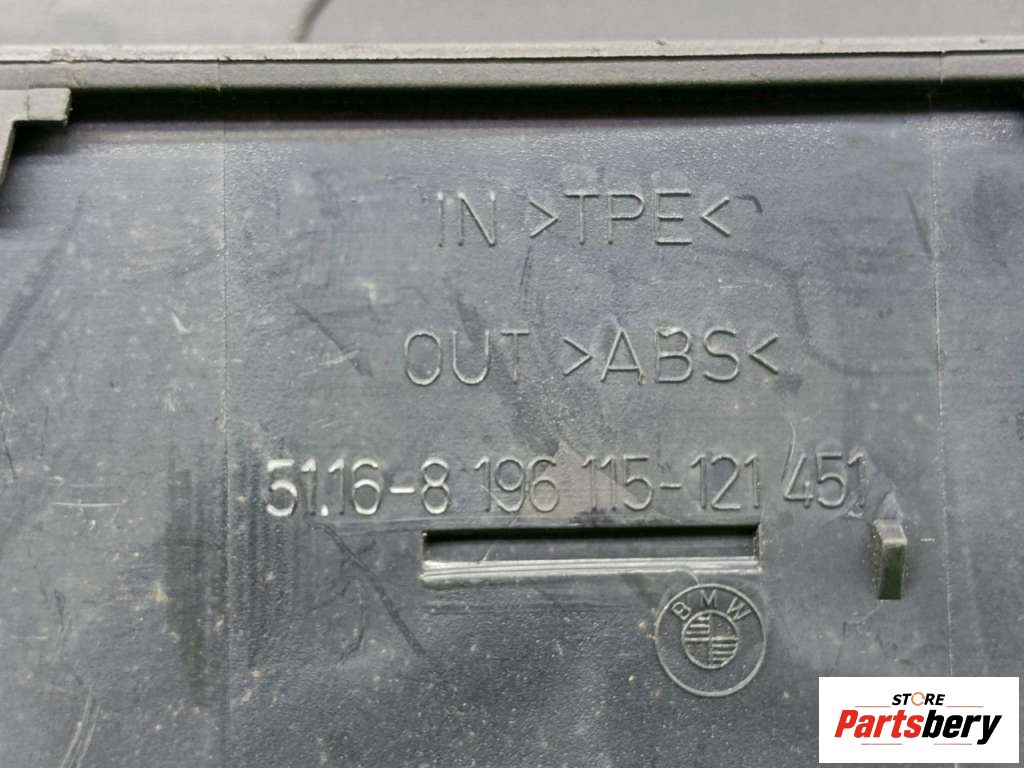 IN >TPE<
OUT >ABS<
51.16-8 196 115-121 451
BMW
STORE
Partsbery